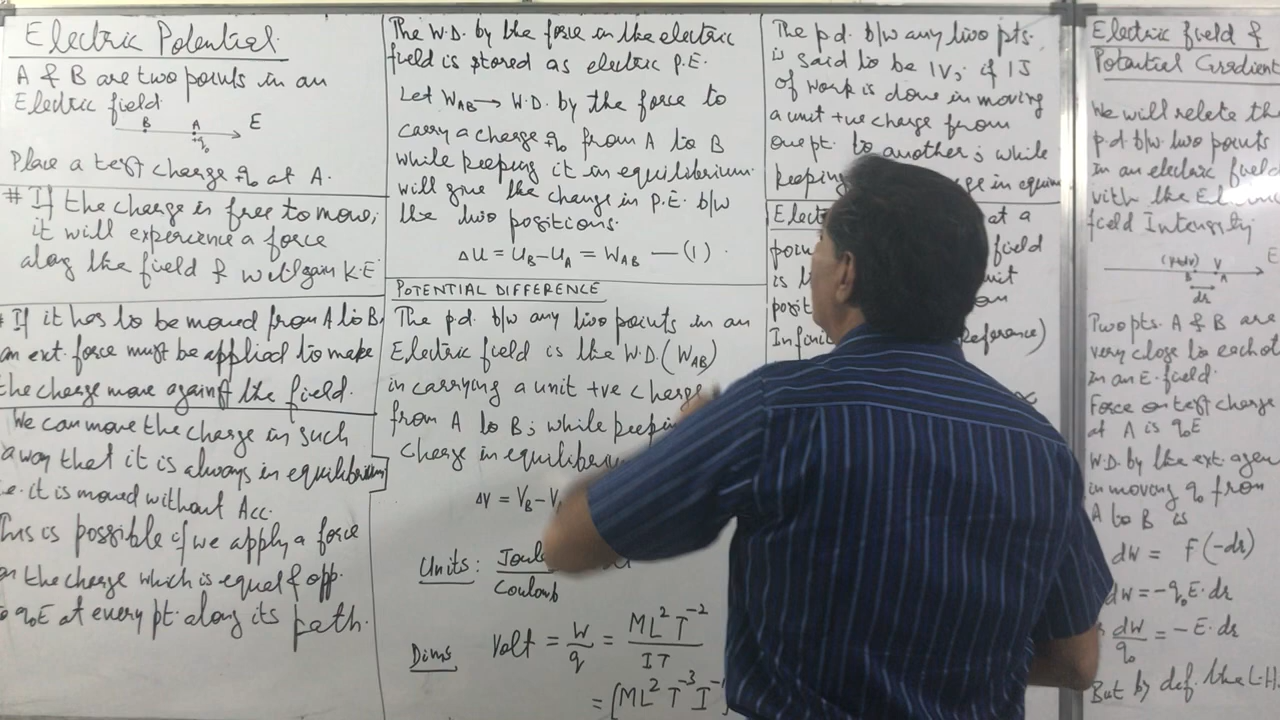 Electric Potential
A & B are two points in an
Electric field
B A E
q₀
Place a test charge q₀ at A.
# If the charge is free to move,
it will experience a force
along the field & will gain K.E
# If it has to be moved from A to B,
an ext. force must be applied to make
the charge move against the field.
We can move the charge in such
a way that it is always in equilibrium
i.e. it is moved without Acc.
This is possible if we apply a force
on the charge which is equal & opp.
to q₀E at every pt. along its path.
The W.D. by the force in the electric
field is stored as electric P.E.
Let W_AB → W.D. by the force to
carry a charge q₀ from A to B
while keeping it in equilibrium.
will give the change in P.E. b/w
the two positions.
ΔU = U_B - U_A = W_AB — (1)
POTENTIAL DIFFERENCE
The p.d. b/w any two points in an
Electric field is the W.D. (W_AB)
in carrying a unit +ve charge
from A to B; while keeping
charge in equilibrium
ΔV = V_B - V
Units: Joule
Coulomb
Dims Volt = W/q = ML²T⁻² / IT
= [ML²T⁻³I⁻¹
The p.d. b/w any two pts.
is said to be 1V, if 1J
of work is done in moving
a unit +ve charge from
one pt. to another; while
keeping in equi
at a
field
is
Reference)
Electric field &
Potential Gradient
We will relate the
p.d b/w two points
in an electric field
with the
field Intensity
(V+dV) V E
B A
dr
Two pts. A & B are
very close to
in an E. field
Force on test charge
at A is q₀E
W.D. by the ext. agen
in moving q₀ from
A to B is
dW = F(-dr)
dW = -q₀E·dr
dW/q₀ = -E·dr
But by def. the L.H.